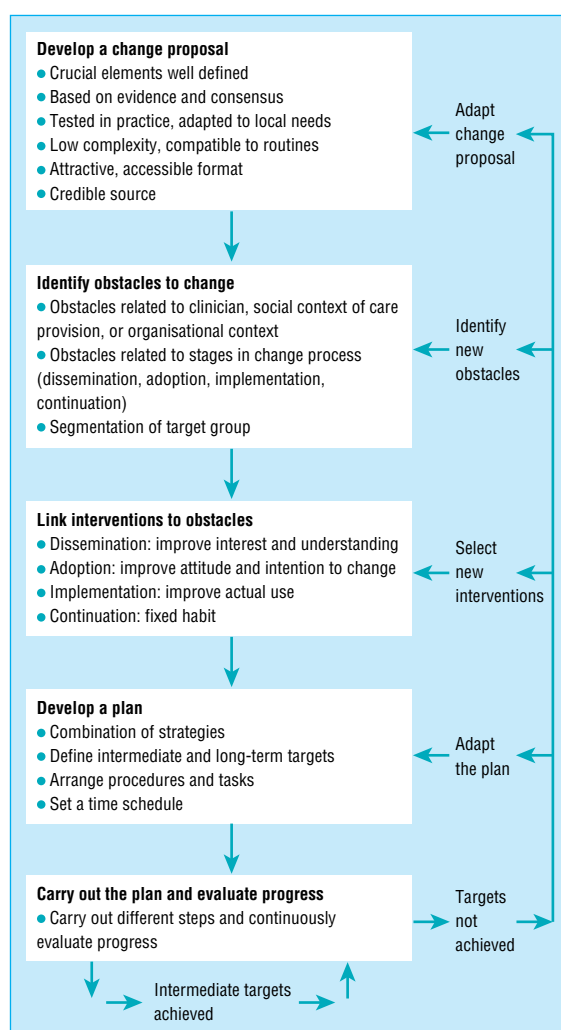 Develop a change proposal
● Crucial elements well defined
● Based on evidence and consensus
● Tested in practice, adapted to local needs
● Low complexity, compatible to routines
● Attractive, accessible format
● Credible source
Adapt
change
proposal
Identify obstacles to change
● Obstacles related to clinician, social context of care
provision, or organisational context
● Obstacles related to stages in change process
(dissemination, adoption, implementation,
continuation)
● Segmentation of target group
Identify
new
obstacles
Link interventions to obstacles
● Dissemination: improve interest and understanding
● Adoption: improve attitude and intention to change
● Implementation: improve actual use
● Continuation: fixed habit
Select
new
interventions
Develop a plan
● Combination of strategies
● Define intermediate and long-term targets
● Arrange procedures and tasks
● Set a time schedule
Adapt
the plan
Carry out the plan and evaluate progress
● Carry out different steps and continuously
evaluate progress
Targets
not
achieved
Intermediate targets
achieved